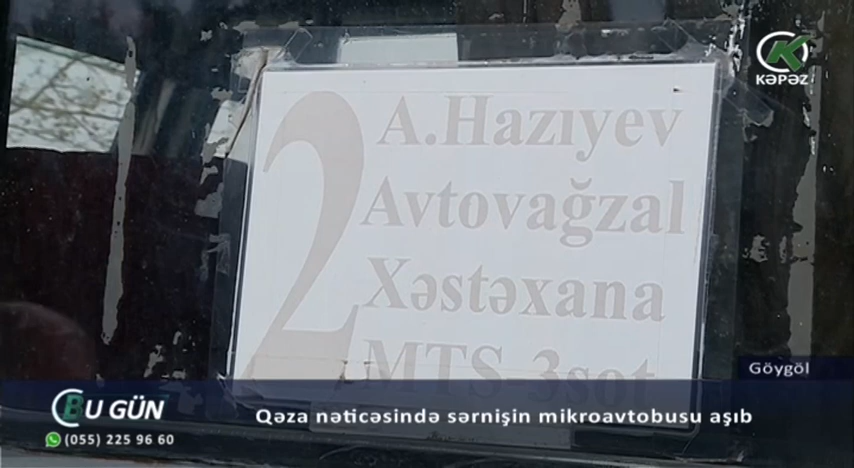 KƏPƏZ
2
A.Hazıyev
Avtovağzal
Xəstəxana
MTS-3sot
Göygöl
BU GÜN
Qəza nəticəsində sərnişin mikroavtobusu aşıb
(055) 225 96 60